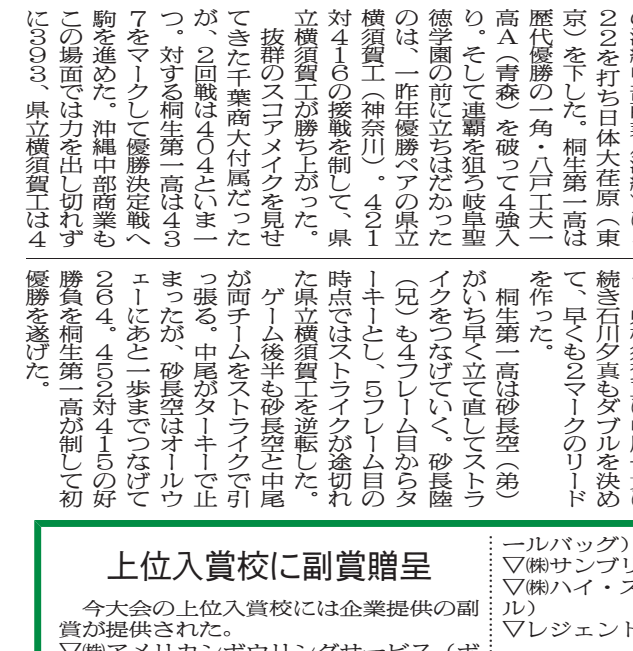 22を打ち日体大荏原（東
京）を下した。桐生第一高は
歴代優勝の一角・八戸工大一
高A（青森）を破って4強入
り。そして連覇を狙う岐阜聖
徳学園の前に立ちはだかった
のは、一昨年優勝ペアの県立
横須賀工（神奈川）。421
対416の接戦を制して、県
立横須賀工が勝ち上がった。
　抜群のスコアメイクを見せ
てきた千葉商大付属だった
が、2回戦は404といま一
つ。対する桐生第一高は43
7をマークして優勝決定戦へ
駒を進めた。沖縄中部商業も
この場面では力を出し切れず
に393、県立横須賀工は4
続き石川夕真もダブルを決め
て、早くも2マークのリード
を作った。
　桐生第一高は砂長空（弟）
がいち早く立て直してストラ
イクをつなげていく。砂長陸
（兄）も4フレーム目からタ
ーキーとし、5フレーム目の
時点ではストライクが途切れ
た県立横須賀工を逆転した。
　ゲーム後半も砂長空と中尾
が両チームをストライクで引
っ張る。中尾がターキーで止
まったが、砂長空はオールウ
ェーにあと一歩までつなげて
264。452対415の好
勝負を桐生第一高が制して初
優勝を遂げた。
上位入賞校に副賞贈呈
　今大会の上位入賞校には企業提供の副
賞が提供された。
▽㈱アメリカンボウリングサービス（ボ
ールバッグ）
▽㈱サンブリ
▽㈱ハイ・ス
ル）
▽レジェンド